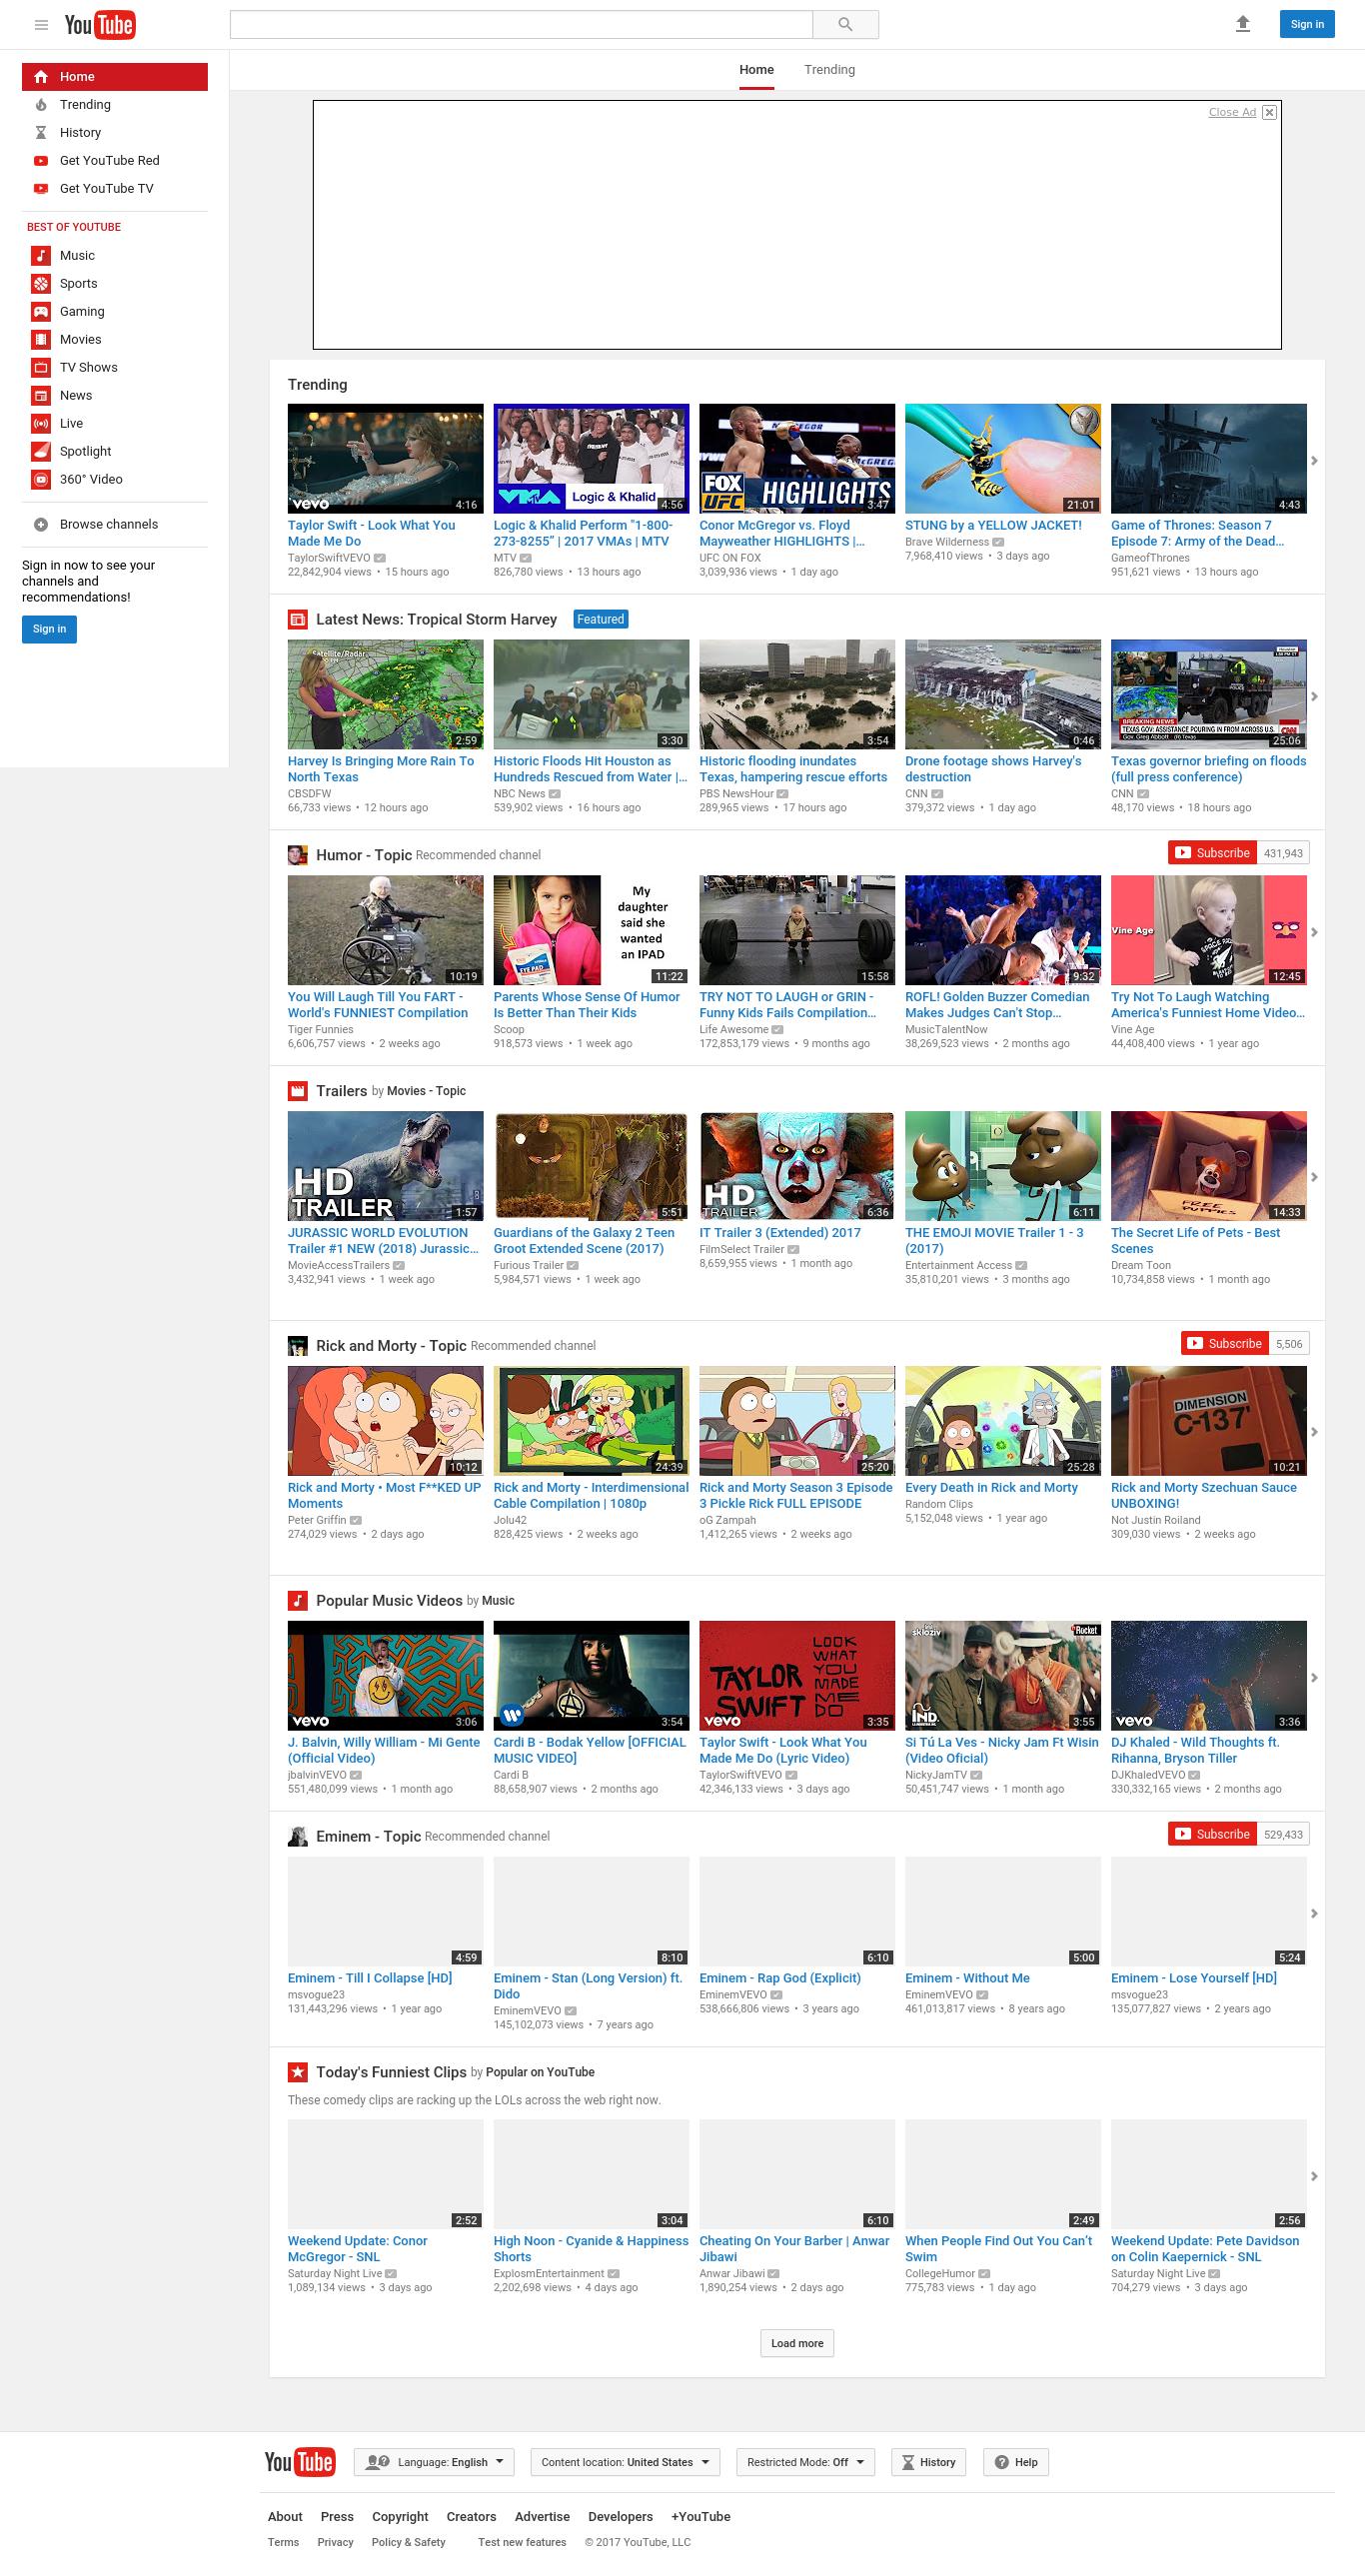 You Tube
Sign in
Home
Trending
History
Get YouTube Red
Get YouTube TV
BEST OF YOUTUBE
Music
Sports
Gaming
Movies
TV Shows
News
Live
Spotlight
360° Video
Browse channels
Sign in now to see your
channels and
recommendations!
Sign in
Home Trending
Close Ad
Trending
vevo 4:16
Logic & Khalid 4:56
FOX UFC HIGHLIGHTS 3:47
21:01
4:43
Taylor Swift - Look What You
Made Me Do
TaylorSwiftVEVO
22,842,904 views • 15 hours ago
Logic & Khalid Perform "1-800-
273-8255" | 2017 VMAs | MTV
MTV
826,780 views • 13 hours ago
Conor McGregor vs. Floyd
Mayweather HIGHLIGHTS |...
UFC ON FOX
3,039,936 views • 1 day ago
STUNG by a YELLOW JACKET!
Brave Wilderness
7,968,410 views • 3 days ago
Game of Thrones: Season 7
Episode 7: Army of the Dead...
GameofThrones
951,621 views • 13 hours ago
Latest News: Tropical Storm Harvey Featured
Satellite/Radar
2:59
3:30
3:54
0:46
BREAKING NEWS
TEXAS GOV: ASSISTANCE POURING IN FROM ACROSS U.S.
CNN
25:06
Harvey Is Bringing More Rain To
North Texas
CBSDFW
66,733 views • 12 hours ago
Historic Floods Hit Houston as
Hundreds Rescued from Water |...
NBC News
539,902 views • 16 hours ago
Historic flooding inundates
Texas, hampering rescue efforts
PBS NewsHour
289,965 views • 17 hours ago
Drone footage shows Harvey's
destruction
CNN
379,372 views • 1 day ago
Texas governor briefing on floods
(full press conference)
CNN
48,170 views • 18 hours ago
Humor - Topic Recommended channel
Subscribe 431,943
10:19
My
daughter
said she
wanted
an IPAD
11:22
15:58
9:32
Vine Age
12:45
You Will Laugh Till You FART -
World's FUNNIEST Compilation
Tiger Funnies
6,606,757 views • 2 weeks ago
Parents Whose Sense Of Humor
Is Better Than Their Kids
Scoop
918,573 views • 1 week ago
TRY NOT TO LAUGH or GRIN -
Funny Kids Fails Compilation...
Life Awesome
172,853,179 views • 9 months ago
ROFL! Golden Buzzer Comedian
Makes Judges Can't Stop...
MusicTalentNow
38,269,523 views • 2 months ago
Try Not To Laugh Watching
America's Funniest Home Video...
Vine Age
44,408,400 views • 1 year ago
Trailers by Movies - Topic
HD
TRAILER
1:57
5:51
HD
TRAILER
6:36
6:11
FREE
PUPPIES
14:33
JURASSIC WORLD EVOLUTION
Trailer #1 NEW (2018) Jurassic...
MovieAccessTrailers
3,432,941 views • 1 week ago
Guardians of the Galaxy 2 Teen
Groot Extended Scene (2017)
Furious Trailer
5,984,571 views • 1 week ago
IT Trailer 3 (Extended) 2017
FilmSelect Trailer
8,659,955 views • 1 month ago
THE EMOJI MOVIE Trailer 1 - 3
(2017)
Entertainment Access
35,810,201 views • 3 months ago
The Secret Life of Pets - Best
Scenes
Dream Toon
10,734,858 views • 1 month ago
Rick and Morty - Topic Recommended channel
Subscribe 5,506
10:12
24:39
25:20
25:28
DIMENSION
C-137'
10:21
Rick and Morty • Most F**KED UP
Moments
Peter Griffin
274,029 views • 2 days ago
Rick and Morty - Interdimensional
Cable Compilation | 1080p
Jolu42
828,425 views • 2 weeks ago
Rick and Morty Season 3 Episode
3 Pickle Rick FULL EPISODE
oG Zampah
1,412,265 views • 2 weeks ago
Every Death in Rick and Morty
Random Clips
5,152,048 views • 1 year ago
Rick and Morty Szechuan Sauce
UNBOXING!
Not Justin Roiland
309,030 views • 2 weeks ago
Popular Music Videos by Music
vevo 3:06
3:54
TAYLOR
SWIFT
LOOK
WHAT
YOU
MADE
ME
DO
vevo 3:35
Rocket
IND.
3:55
vevo 3:36
J. Balvin, Willy William - Mi Gente
(Official Video)
jbalvinVEVO
551,480,099 views • 1 month ago
Cardi B - Bodak Yellow [OFFICIAL
MUSIC VIDEO]
Cardi B
88,658,907 views • 2 months ago
Taylor Swift - Look What You
Made Me Do (Lyric Video)
TaylorSwiftVEVO
42,346,133 views • 3 days ago
Si Tú La Ves - Nicky Jam Ft Wisin
(Video Oficial)
NickyJamTV
50,451,747 views • 1 month ago
DJ Khaled - Wild Thoughts ft.
Rihanna, Bryson Tiller
DJKhaledVEVO
330,332,165 views • 2 months ago
Eminem - Topic Recommended channel
Subscribe 529,433
4:59
8:10
6:10
5:00
5:24
Eminem - Till I Collapse [HD]
msvogue23
131,443,296 views • 1 year ago
Eminem - Stan (Long Version) ft.
Dido
EminemVEVO
145,102,073 views • 7 years ago
Eminem - Rap God (Explicit)
EminemVEVO
538,666,806 views • 3 years ago
Eminem - Without Me
EminemVEVO
461,013,817 views • 8 years ago
Eminem - Lose Yourself [HD]
msvogue23
135,077,827 views • 2 years ago
Today's Funniest Clips by Popular on YouTube
These comedy clips are racking up the LOLs across the web right now.
2:52
3:04
6:10
2:49
2:56
Weekend Update: Conor
McGregor - SNL
Saturday Night Live
1,089,134 views • 3 days ago
High Noon - Cyanide & Happiness
Shorts
ExplosmEntertainment
2,202,698 views • 4 days ago
Cheating On Your Barber | Anwar
Jibawi
Anwar Jibawi
1,890,254 views • 2 days ago
When People Find Out You Can't
Swim
CollegeHumor
775,783 views • 1 day ago
Weekend Update: Pete Davidson
on Colin Kaepernick - SNL
Saturday Night Live
704,279 views • 3 days ago
Load more
You Tube
Language: English
Content location: United States
Restricted Mode: Off
History
Help
About Press Copyright Creators Advertise Developers +YouTube
Terms Privacy Policy & Safety Test new features © 2017 YouTube, LLC